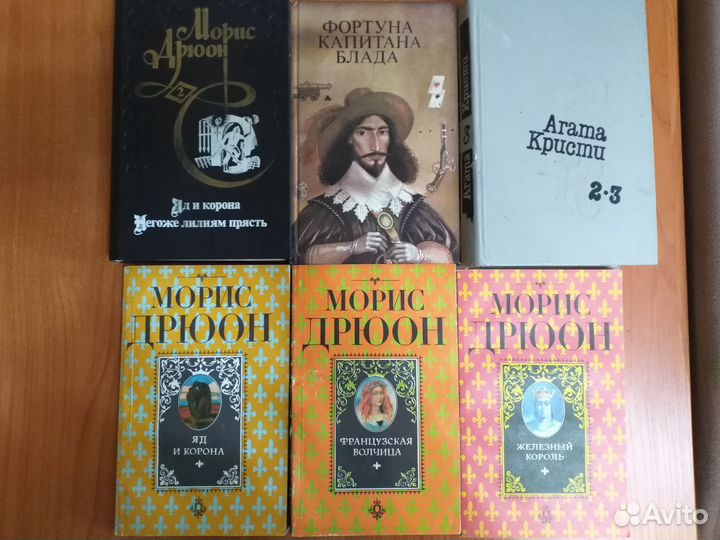 Морис
Дрюон
2
Яд и корона
Негоже лилиям прясть
ФОРТУНА
КАПИТАНА
БЛАДА
Агата Кристи
3
Агата
Кристи
2·3
МОРИС
ДРЮОН
ЯД
И КОРОНА
МОРИС
ДРЮОН
ФРАНЦУЗСКАЯ
ВОЛЧИЦА
МОРИС
ДРЮОН
ЖЕЛЕЗНЫЙ
КОРОЛЬ
Avito